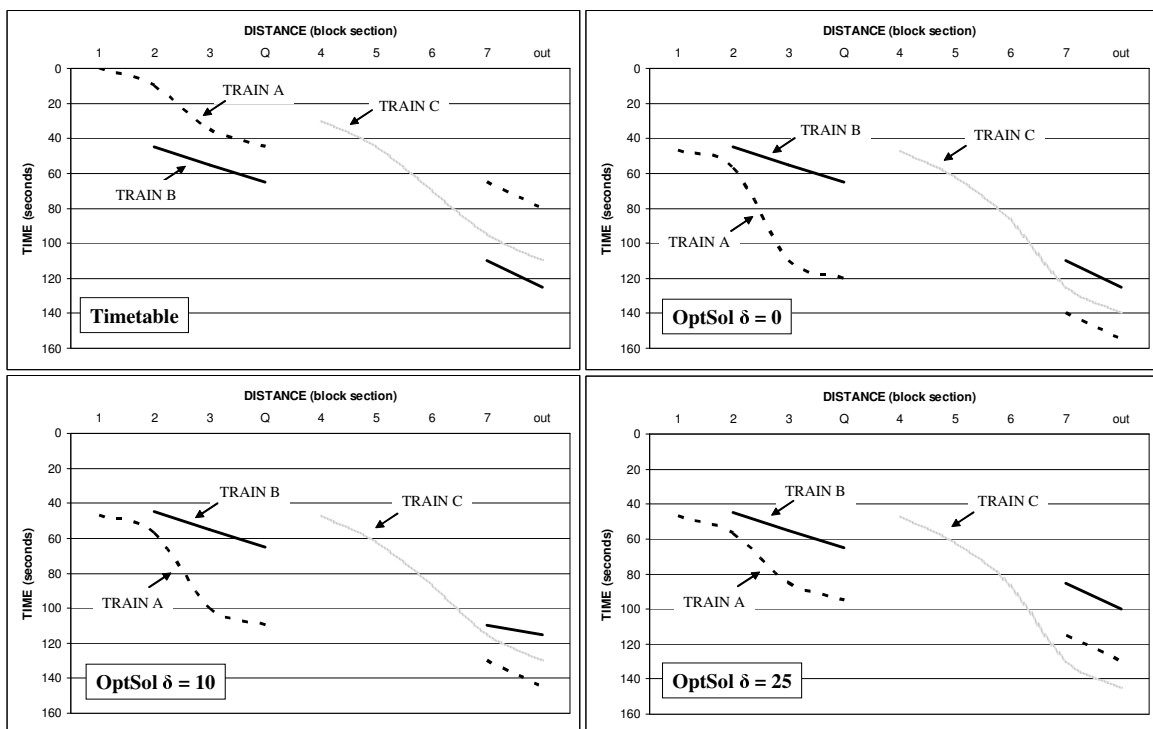 DISTANCE (block section)
1 2 3 Q 4 5 6 7 out
TIME (seconds)
0
20
40
60
80
100
120
140
160
TRAIN A
TRAIN C
TRAIN B
Timetable
DISTANCE (block section)
1 2 3 Q 4 5 6 7 out
TIME (seconds)
0
20
40
60
80
100
120
140
160
TRAIN B
TRAIN C
TRAIN A
OptSol δ = 0
DISTANCE (block section)
1 2 3 Q 4 5 6 7 out
TIME (seconds)
0
20
40
60
80
100
120
140
160
TRAIN B
TRAIN C
TRAIN A
OptSol δ = 10
DISTANCE (block section)
1 2 3 Q 4 5 6 7 out
TIME (seconds)
0
20
40
60
80
100
120
140
160
TRAIN B
TRAIN C
TRAIN A
OptSol δ = 25